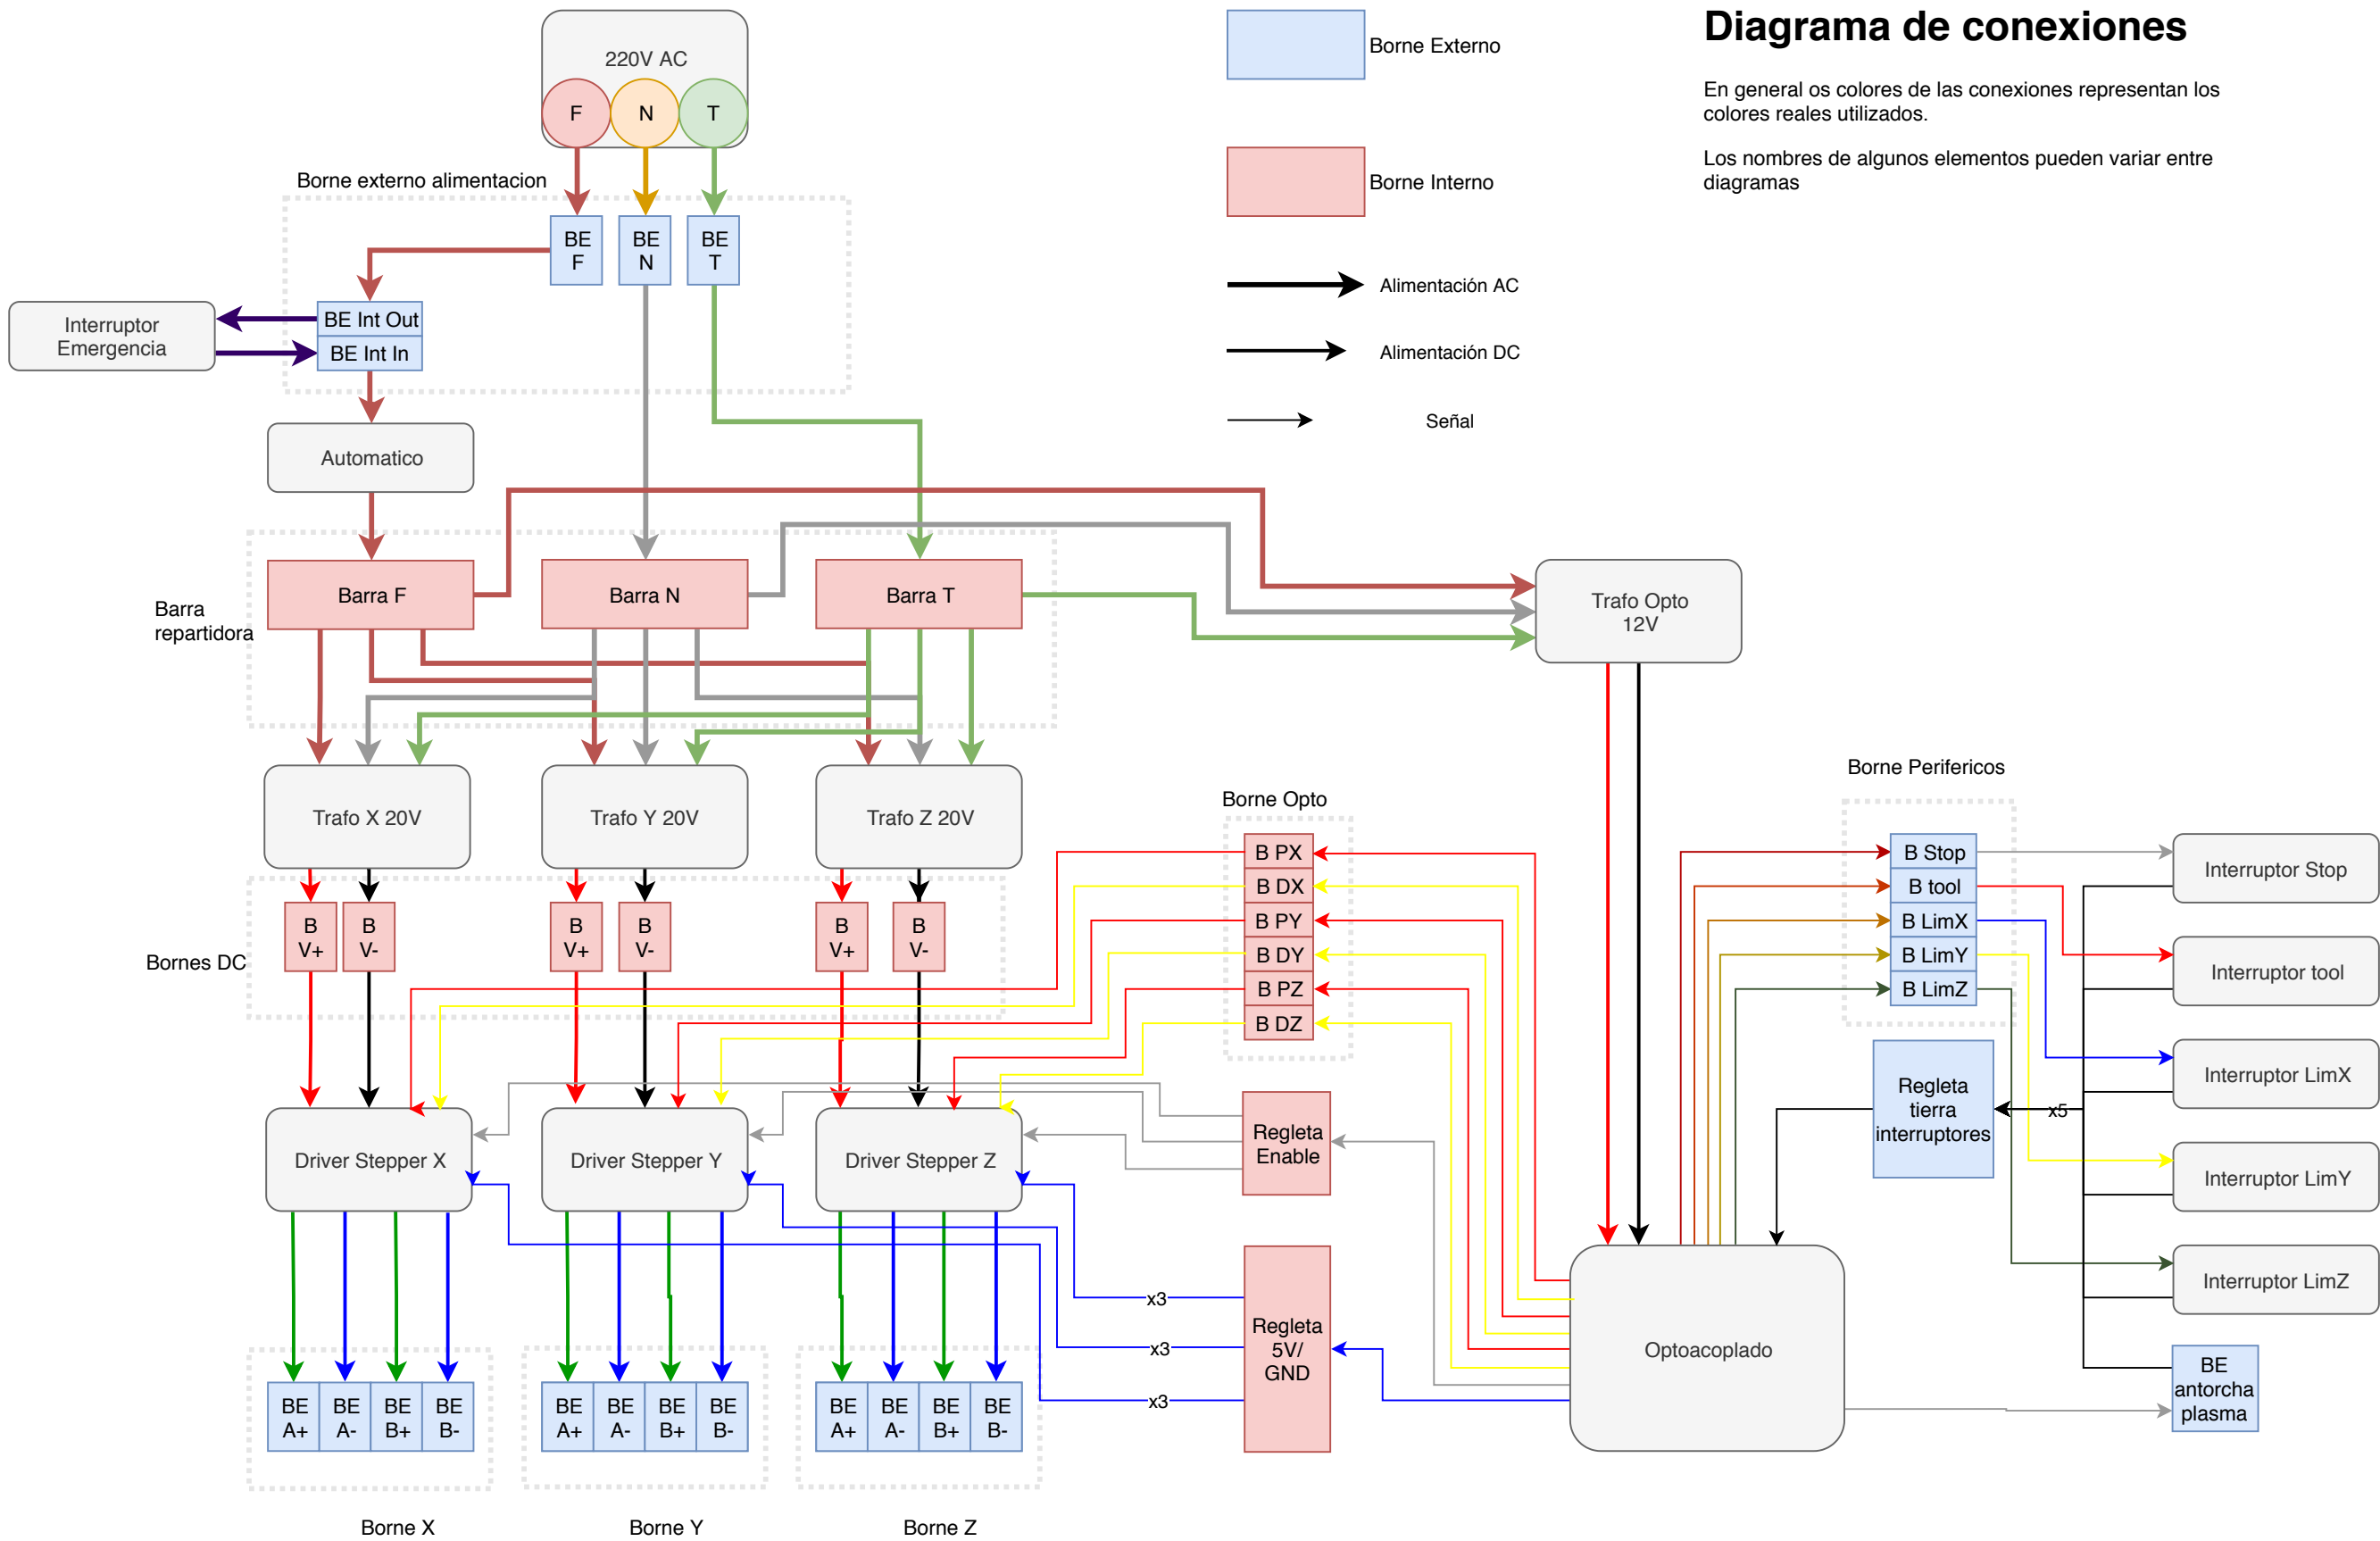 Diagrama de conexiones
En general os colores de las conexiones representan los
colores reales utilizados.
Los nombres de algunos elementos pueden variar entre
diagramas
Borne Externo
Borne Interno
Alimentación AC
Alimentación DC
Señal
220V AC
F
N
T
Borne externo alimentacion
BE
F
BE
N
BE
T
BE Int Out
BE Int In
Interruptor
Emergencia
Automatico
Barra
repartidora
Barra F
Barra N
Barra T
Trafo Opto
12V
Trafo X 20V
Trafo Y 20V
Trafo Z 20V
Bornes DC
B
V+
B
V-
B
V+
B
V-
B
V+
B
V-
Borne Opto
B PX
B DX
B PY
B DY
B PZ
B DZ
Borne Perifericos
B Stop
B tool
B LimX
B LimY
B LimZ
Interruptor Stop
Interruptor tool
Interruptor LimX
Interruptor LimY
Interruptor LimZ
Regleta
tierra
interruptores
x5
Driver Stepper X
Driver Stepper Y
Driver Stepper Z
Regleta
Enable
Regleta
5V/
GND
x3
x3
x3
Optoacoplado
BE
antorcha
plasma
BE
A+
BE
A-
BE
B+
BE
B-
BE
A+
BE
A-
BE
B+
BE
B-
BE
A+
BE
A-
BE
B+
BE
B-
Borne X
Borne Y
Borne Z